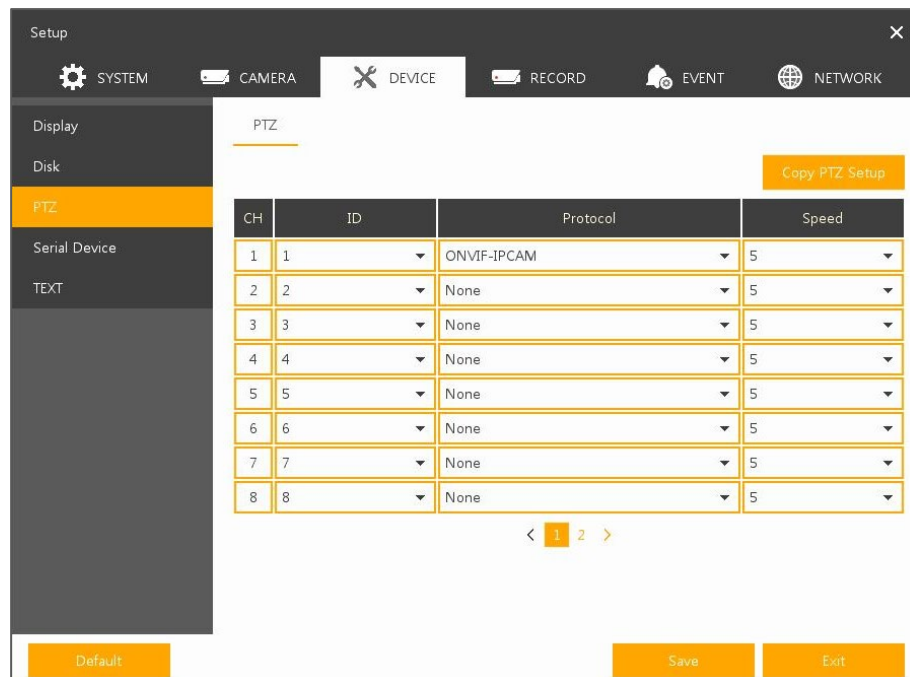 Setup
SYSTEM CAMERA DEVICE RECORD EVENT NETWORK
Display
Disk
PTZ
Serial Device
TEXT
PTZ
Copy PTZ Setup
CH ID Protocol Speed
1 1 ONVIF-IPCAM 5
2 2 None 5
3 3 None 5
4 4 None 5
5 5 None 5
6 6 None 5
7 7 None 5
8 8 None 5
< 1 2 >
Default Save Exit